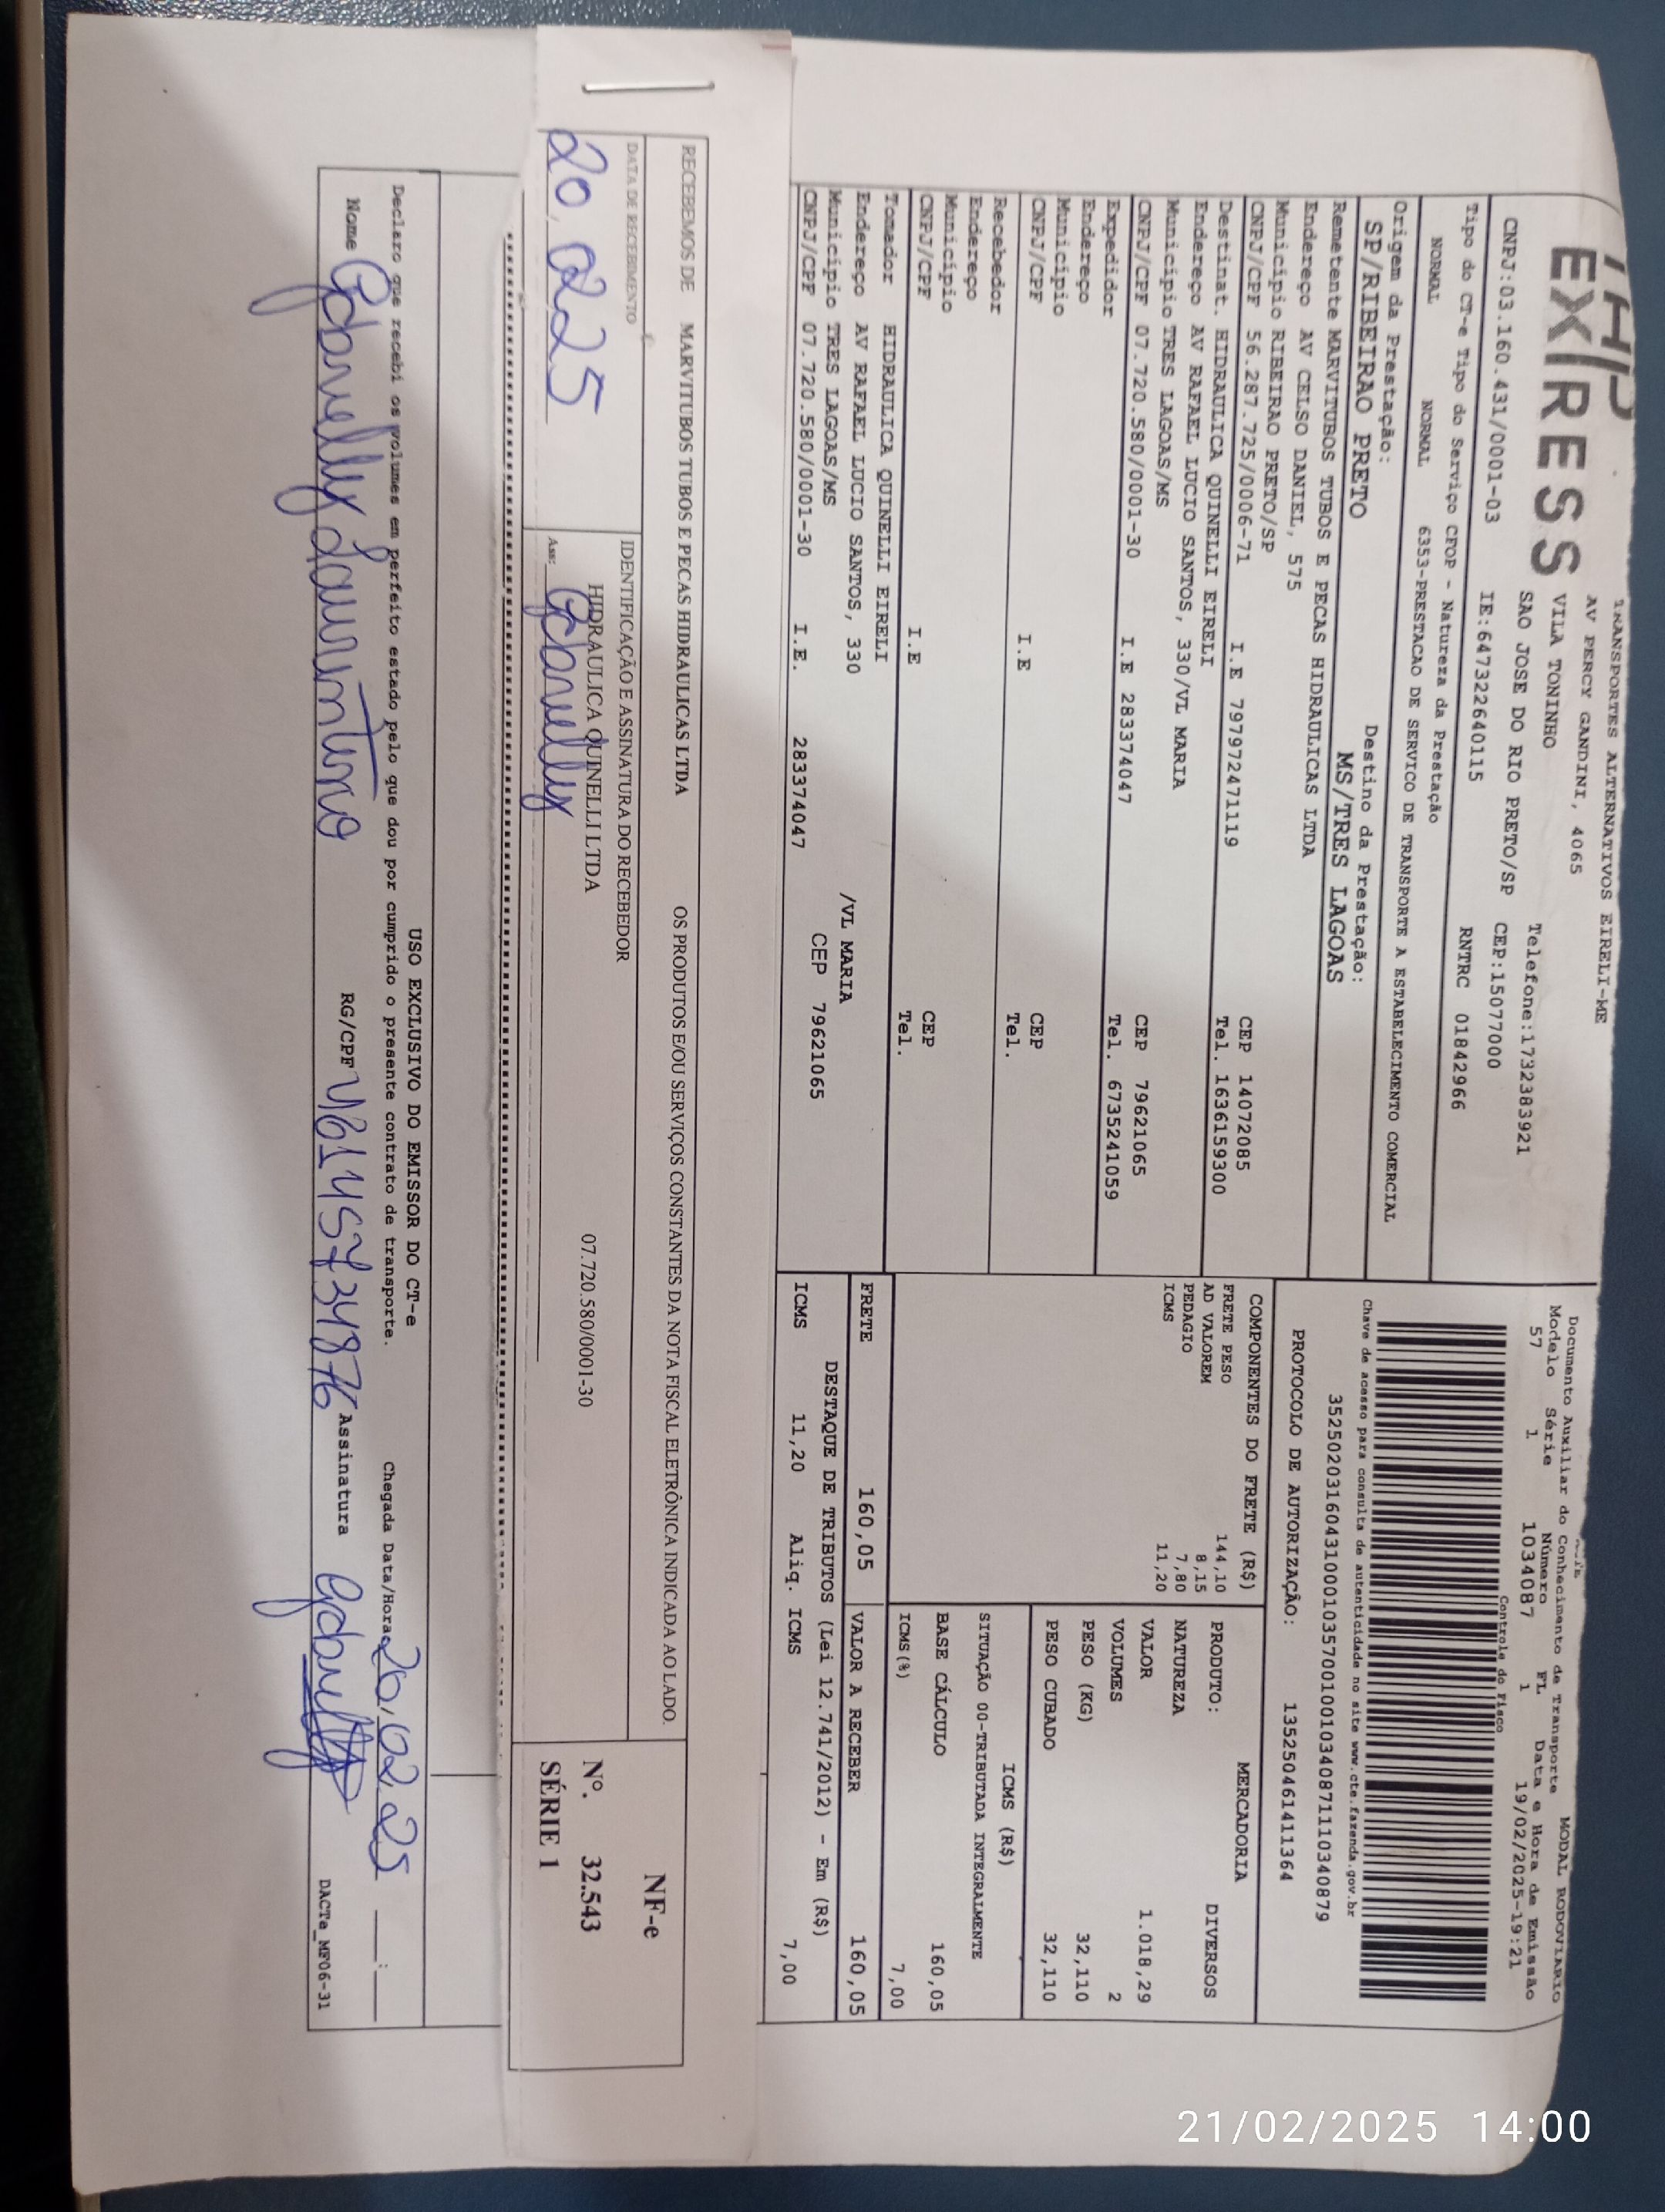 THP
EXPRESS
TRANSPORTES ALTERNATIVOS EIRELI-ME
AV PERCY GANDINI, 4065
VILA TONINHO
SAO JOSE DO RIO PRETO/SP
Telefone:1732383921
CNPJ:03.160.431/0001-03 IE:647322640115 CEP:15077000
RNTRC 01842966
Tipo do CT-e Tipo do Serviço CFOP - Natureza da Prestação
NORMAL NORMAL 6353-PRESTACAO DE SERVICO DE TRANSPORTE A ESTABELECIMENTO COMERCIAL
Origem da Prestação: Destino da Prestação:
SP/RIBEIRAO PRETO MS/TRES LAGOAS
Remetente MARVITUBOS TUBOS E PECAS HIDRAULICAS LTDA
Endereço AV CELSO DANIEL, 575
Município RIBEIRAO PRETO/SP CEP 14072085
CNPJ/CPF 56.287.725/0006-71 I.E 797972471119 Tel. 1636159300
Destinat. HIDRAULICA QUINELLI EIRELI
Endereço AV RAFAEL LUCIO SANTOS, 330/VL MARIA
Município TRES LAGOAS/MS CEP 79621065
CNPJ/CPF 07.720.580/0001-30 I.E 283374047 Tel. 6735241059
Expedidor
Endereço
Município CEP
CNPJ/CPF I.E Tel.
Recebedor
Endereço
Município CEP
CNPJ/CPF I.E Tel.
Tomador HIDRAULICA QUINELLI EIRELI
Endereço AV RAFAEL LUCIO SANTOS, 330 /VL MARIA
Município TRES LAGOAS/MS CEP 79621065
CNPJ/CPF 07.720.580/0001-30 I.E. 283374047
Documento Auxiliar do Conhecimento de Transporte MODAL RODOVIARIO
Modelo Série Número FL Data e Hora de Emissão
57 1 1034087 1 19/02/2025-19:21
Controle do Fisco
Chave de acesso para consulta de autenticidade no site www.cte.fazenda.gov.br
35250203160431000103570010010340871110340879
PROTOCOLO DE AUTORIZAÇÃO: 135250461411364
COMPONENTES DO FRETE (R$)
FRETE PESO 144,10
AD VALOREM 8,15
PEDAGIO 7,80
ICMS 11,20
MERCADORIA
PRODUTO: DIVERSOS
NATUREZA
VALOR 1.018,29
VOLUMES 2
PESO (KG) 32,110
PESO CUBADO 32,110
ICMS (R$)
SITUAÇÃO 00-TRIBUTADA INTEGRALMENTE
BASE CÁLCULO 160,05
ICMS(%) 7,00
FRETE 160,05 VALOR A RECEBER 160,05
DESTAQUE DE TRIBUTOS (Lei 12.741/2012) - Em (R$)
ICMS 11,20 Aliq. ICMS 7,00
RECEBEMOS DE MARVITUBOS TUBOS E PECAS HIDRAULICAS LTDA OS PRODUTOS E/OU SERVIÇOS CONSTANTES DA NOTA FISCAL ELETRÔNICA INDICADA AO LADO.
DATA DE RECEBIMENTO
20 02 25
IDENTIFICAÇÃO E ASSINATURA DO RECEBEDOR
HIDRAULICA QUINELLI LTDA 07.720.580/0001-30
Ass:
NF-e
Nº. 32.543
SÉRIE 1
USO EXCLUSIVO DO EMISSOR DO CT-e
Declaro que recebi os volumes em perfeito estado pelo que dou por cumprido o presente contrato de transporte.
Chegada Data/Hora 20/02.25 __:__
Nome RG/CPF 46145734876 Assinatura
DACTe_MF06-31
21/02/2025 14:00